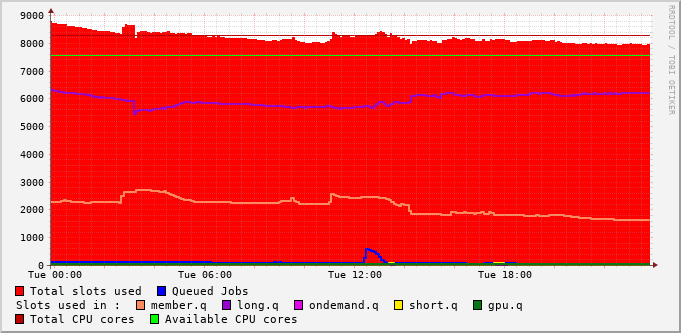 9000
8000
7000
6000
5000
4000
3000
2000
1000
0
Tue 00:00 Tue 06:00 Tue 12:00 Tue 18:00
Total slots used Queued Jobs
Slots used in : member.q long.q ondemand.q short.q gpu.q
Total CPU cores Available CPU cores
RRDTOOL / TOBI OETIKER